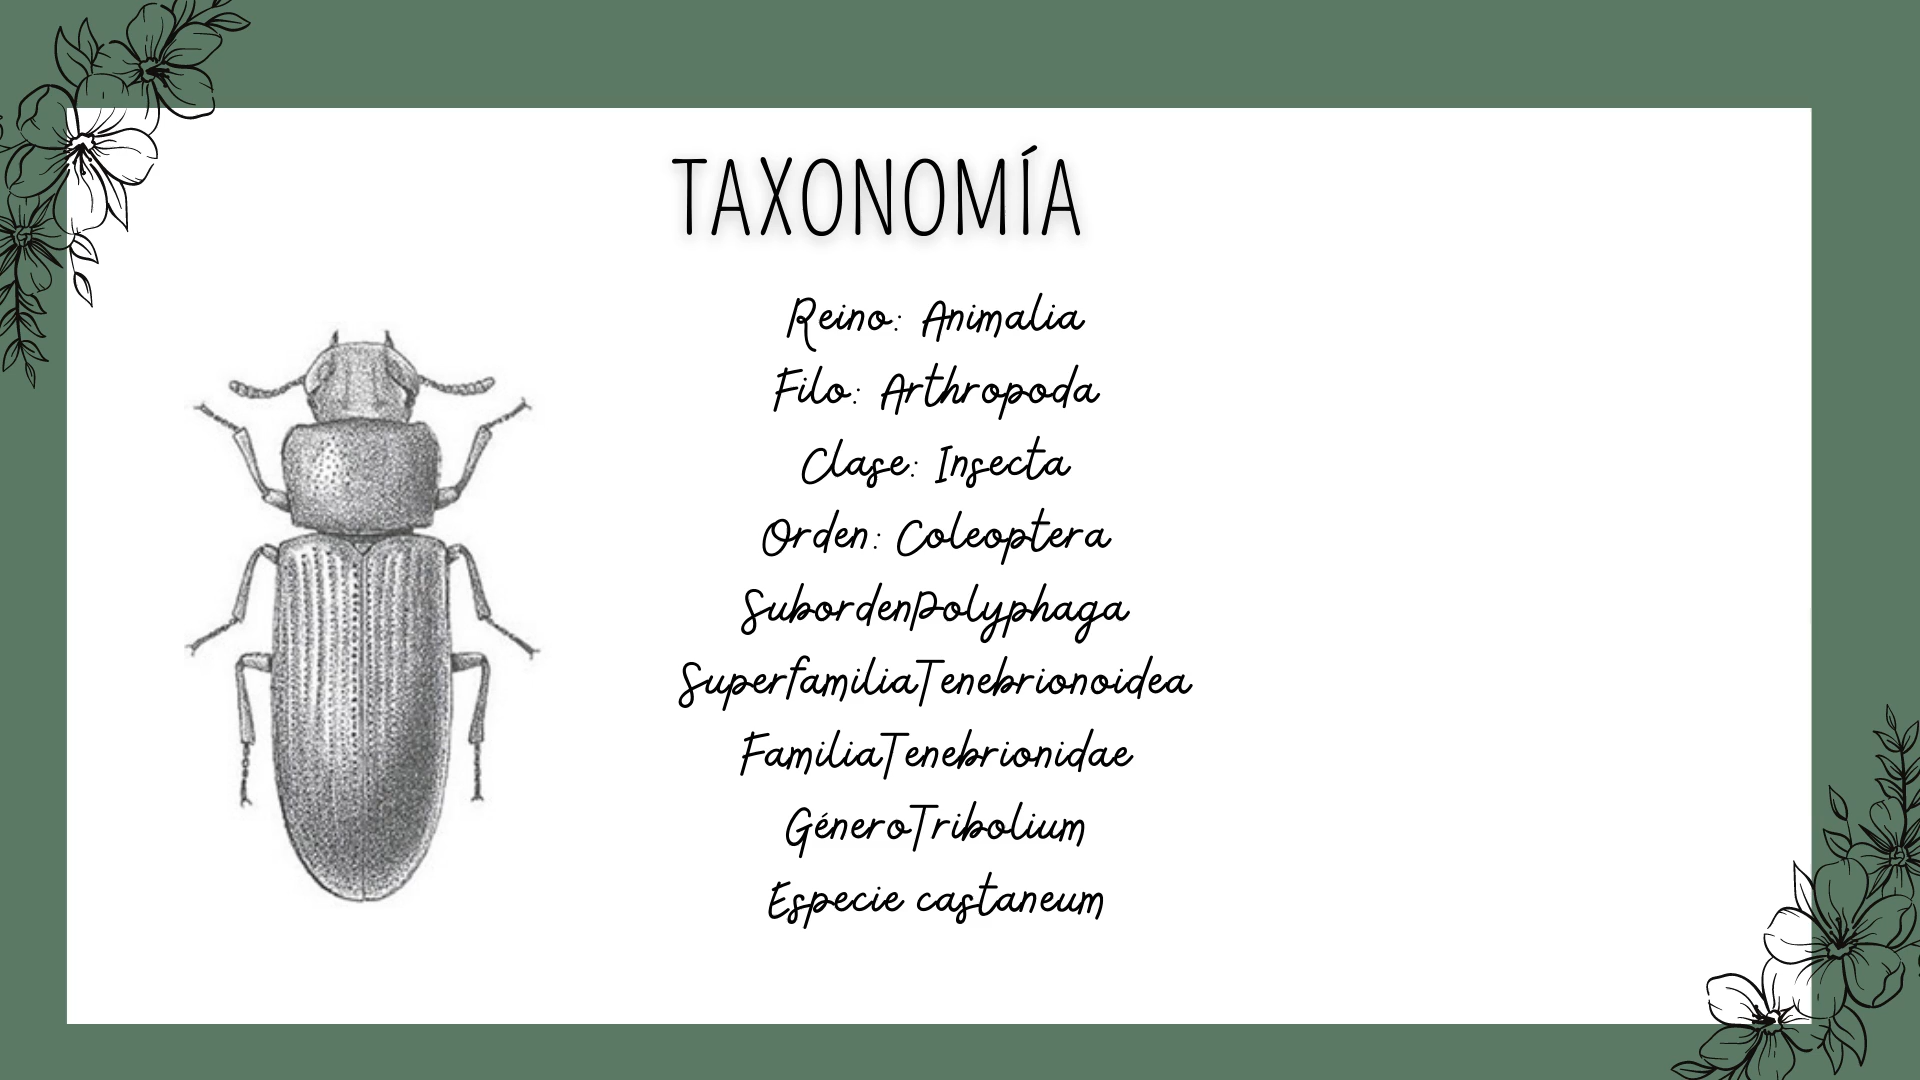 TAXONOMÍA
Reino: Animalia
Filo: Arthropoda
Clase: Insecta
Orden: Coleoptera
SubordenPolyphaga
SuperfamiliaTenebrionoidea
FamiliaTenebrionidae
GéneroTribolium
Especie castaneum